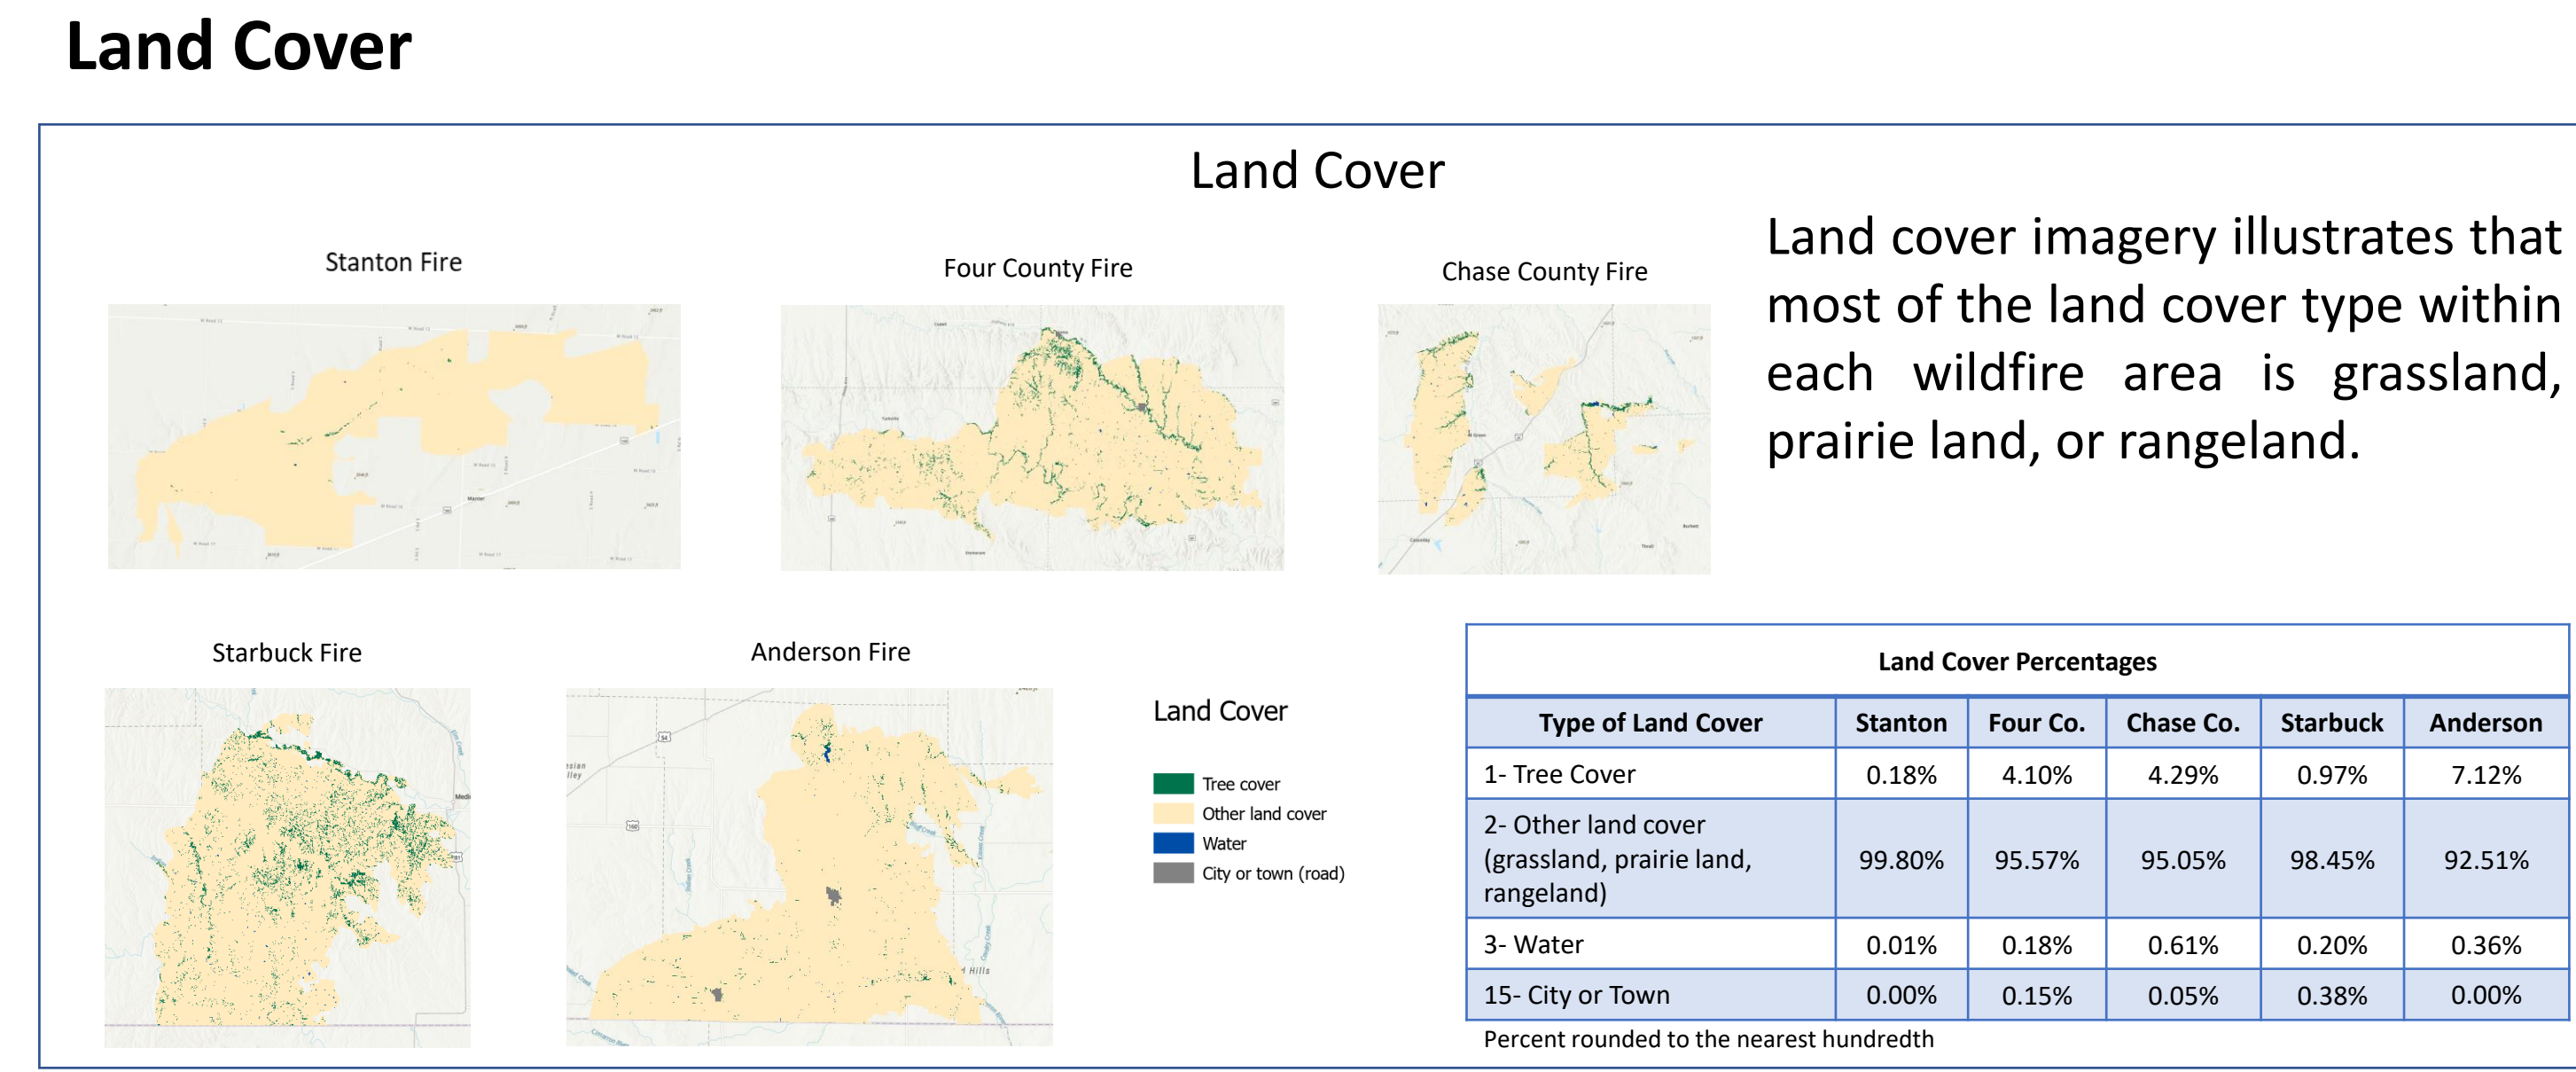 Land Cover
Land Cover
Stanton Fire
Four County Fire
Chase County Fire
Land cover imagery illustrates that
most of the land cover type within
each wildfire area is grassland,
prairie land, or rangeland.
Starbuck Fire
Anderson Fire
Land Cover
Tree cover
Other land cover
Water
City or town (road)
Land Cover Percentages
Type of Land Cover Stanton Four Co. Chase Co. Starbuck Anderson
1- Tree Cover 0.18% 4.10% 4.29% 0.97% 7.12%
2- Other land cover
(grassland, prairie land,
rangeland) 99.80% 95.57% 95.05% 98.45% 92.51%
3- Water 0.01% 0.18% 0.61% 0.20% 0.36%
15- City or Town 0.00% 0.15% 0.05% 0.38% 0.00%
Percent rounded to the nearest hundredth